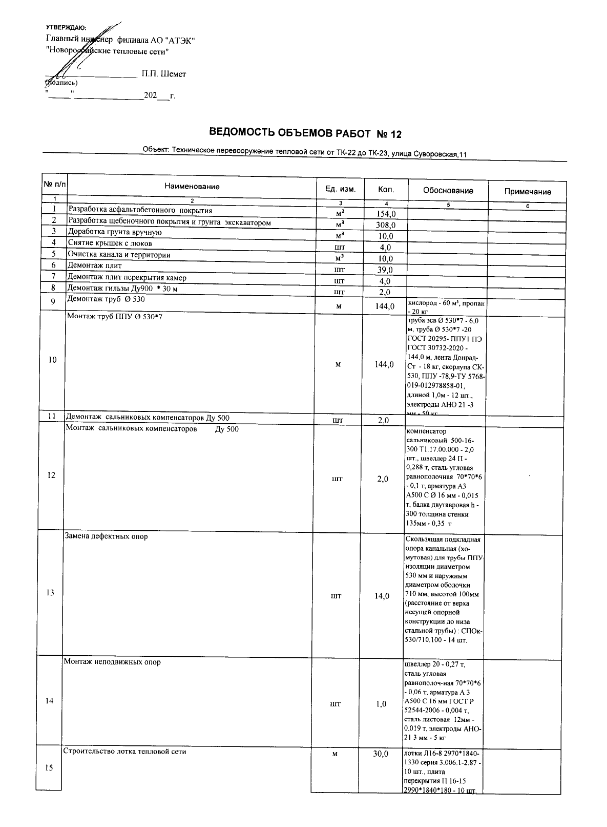 УТВЕРЖДАЮ:
Главный инженер филиала АО "АТЭК"
"Новороссийские тепловые сети"
____________________ П.П. Шемет
(подпись)
"_____"_______________202___г.
ВЕДОМОСТЬ ОБЪЕМОВ РАБОТ № 12
Объект: Техническое перевооружение тепловой сети от ТК-22 до ТК-23, улица Суворовская,11
№ п/п Наименование Ед. изм. Кол. Обоснование Примечание
1 2 3 4 5 6
1 Разработка асфальтобетонного покрытия м² 154,0
2 Разработка щебеночного покрытия и грунта экскалатором м³ 308,0
3 Доработка грунта вручную м³ 10,0
4 Снятие крышек с люков шт 4,0
5 Очистка канала и территории м³ 10,0
6 Демонтаж плит шт 39,0
7 Демонтаж плит перекрытия камер шт 4,0
8 Демонтаж гильзы Ду900 * 30 м шт 2,0
9 Демонтаж труб Ø 530 м 144,0 кислород - 60 м³, пропан
- 20 кг
10 Монтаж труб ППУ Ø 530*7 м 144,0 труба эсв Ø 530*7 - 6,0
м, труба Ø 530*7 -20
ГОСТ 20295- ППУ1 ПЭ
ГОСТ 30732-2020 -
144,0 м, лента Донрад-
Ст - 18 кг, скорлупа СК-
530, ППУ -78,9-ТУ 5768-
019-012978858-01,
длиной 1,0м - 12 шт.,
электроды АНО 21 -3
мм - 50 кг
11 Демонтаж сальниковых компенсаторов Ду 500 шт 2,0
12 Монтаж сальниковых компенсаторов Ду 500 шт 2,0 компенсатор
сальниковый 500-16-
300 Т1.17.00.000 - 2,0
шт., швеллер 24 П -
0,288 т, сталь угловая
равнополочная 70*70*6
- 0,1 т, арматура А3
А500 С Ø 16 мм - 0,015
т, балка двутавровая h -
300 толщина стенки
135мм - 0,35 т
13 Замена дефектных опор шт 14,0 Скользящая подкладная
опора канальная (хо-
мутовая) для трубы ППУ-
изоляции диаметром
530 мм и наружным
диаметром оболочки
710 мм, высотой 100мм
(расстояние от верха
несущей опорной
конструкции до низа
стальной трубы) : СПОк-
530/710.100 - 14 шт.
14 Монтаж неподвижных опор шт 1,0 швеллер 20 - 0,27 т,
сталь угловая
равнополоч-ная 70*70*6
- 0,06 т, арматура А 3
А500 С 16 мм ГОСТ Р
52544-2006 - 0,004 т,
сталь листовая 12мм -
0,019 т, электроды АНО-
21 3 мм - 5 кг
15 Строительство лотка тепловой сети м 30,0 лотки Л16-8 2970*1840-
1330 серия 3.006.1-2.87 -
10 шт., плита
перекрытия П 16-15
2990*1840*180 - 10 шт.